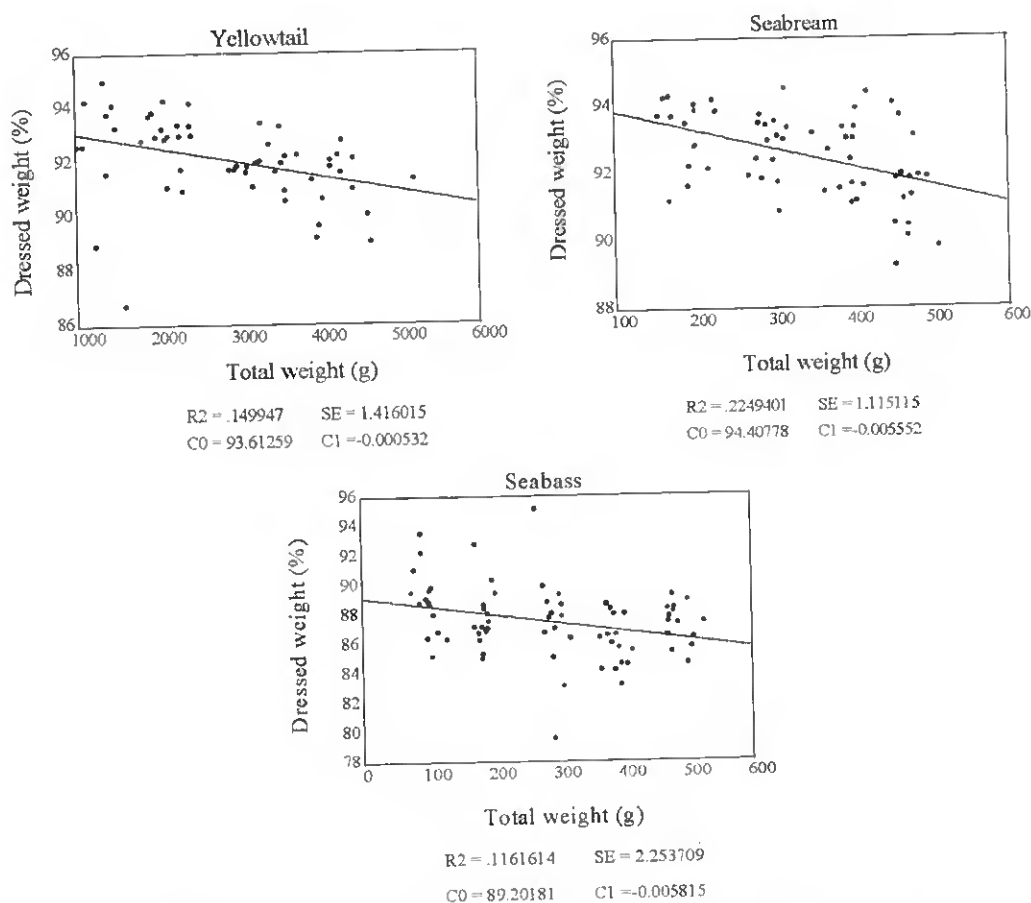 Yellowtail
Dressed weight (%)
96
94
92
90
88
86
1000 2000 3000 4000 5000 6000
Total weight (g)
R2 = .149947 SE = 1.416015
C0 = 93.61259 C1 =-0.000532
Seabream
Dressed weight (%)
96
94
92
90
88
100 200 300 400 500 600
Total weight (g)
R2 = .2249401 SE = 1.115115
C0 = 94.40778 C1 =-0.005552
Seabass
Dressed weight (%)
96
94
92
90
88
86
84
82
80
78
0 100 200 300 400 500 600
Total weight (g)
R2 = .1161614 SE = 2.253709
C0 = 89.20181 C1 =-0.005815